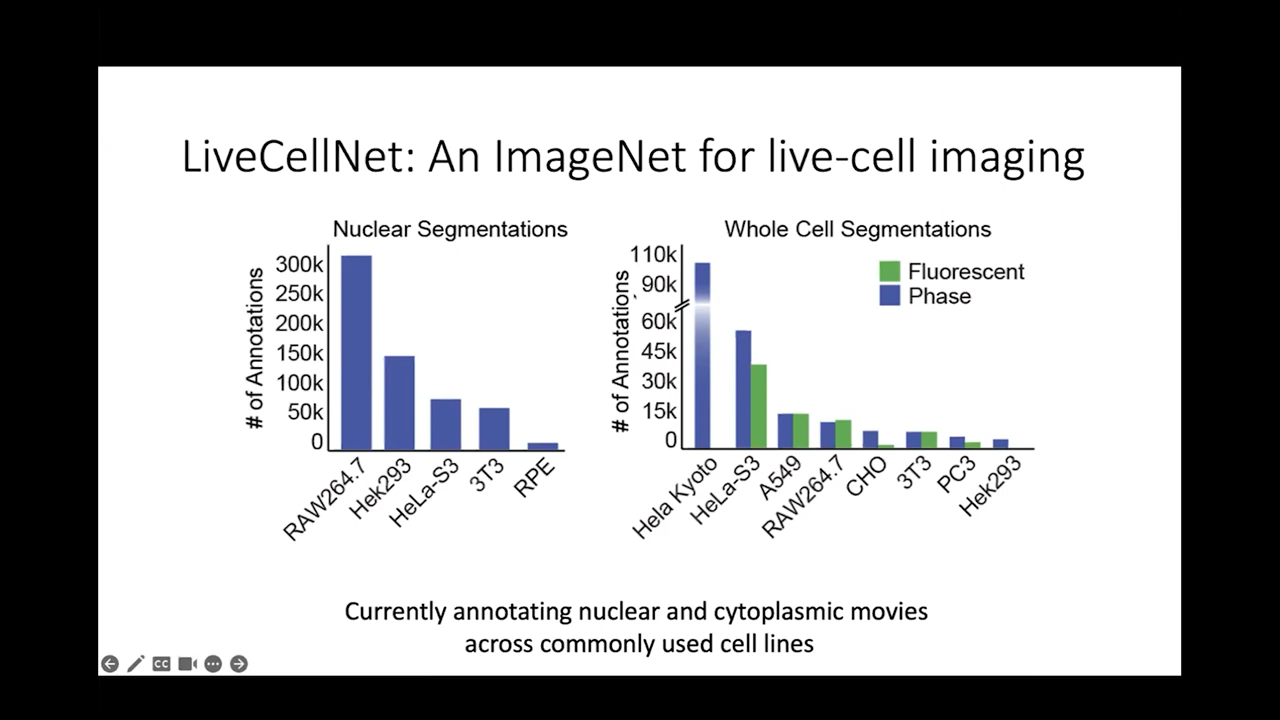 LiveCellNet: An ImageNet for live-cell imaging
Nuclear Segmentations
# of Annotations
300k
250k
200k
150k
100k
50k
0
RAW264.7
Hek293
HeLa-S3
3T3
RPE
Whole Cell Segmentations
# of Annotations
110k
90k
60k
45k
30k
15k
0
Fluorescent
Phase
Hela Kyoto
HeLa-S3
A549
RAW264.7
CHO
3T3
PC3
Hek293
Currently annotating nuclear and cytoplasmic movies
across commonly used cell lines
CC